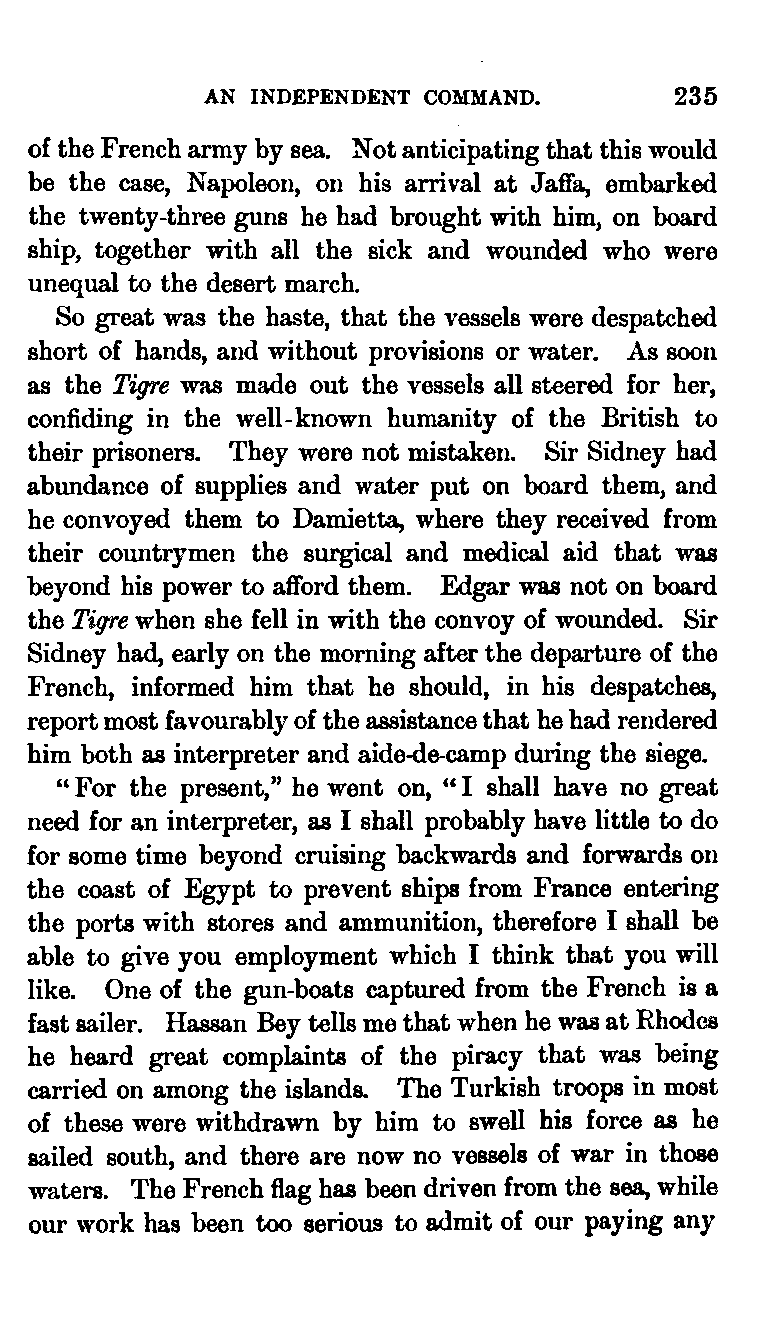 AN INDEPENDENT COMMAND. 235
of the French army by sea. Not anticipating that this would
be the case, Napoleon, on his arrival at Jaffa, embarked
the twenty-three guns he had brought with him, on board
ship, together with all the sick and wounded who were
unequal to the desert march.
So great was the haste, that the vessels were despatched
short of hands, and without provisions or water. As soon
as the Tigre was made out the vessels all steered for her,
confiding in the well-known humanity of the British to
their prisoners. They were not mistaken. Sir Sidney had
abundance of supplies and water put on board them, and
he convoyed them to Damietta, where they received from
their countrymen the surgical and medical aid that was
beyond his power to afford them. Edgar was not on board
the Tigre when she fell in with the convoy of wounded. Sir
Sidney had, early on the morning after the departure of the
French, informed him that he should, in his despatches,
report most favourably of the assistance that he had rendered
him both as interpreter and aide-de-camp during the siege.
"For the present," he went on, "I shall have no great
need for an interpreter, as I shall probably have little to do
for some time beyond cruising backwards and forwards on
the coast of Egypt to prevent ships from France entering
the ports with stores and ammunition, therefore I shall be
able to give you employment which I think that you will
like. One of the gun-boats captured from the French is a
fast sailer. Hassan Bey tells me that when he was at Rhodes
he heard great complaints of the piracy that was being
carried on among the islands. The Turkish troops in most
of these were withdrawn by him to swell his force as he
sailed south, and there are now no vessels of war in those
waters. The French flag has been driven from the sea, while
our work has been too serious to admit of our paying any